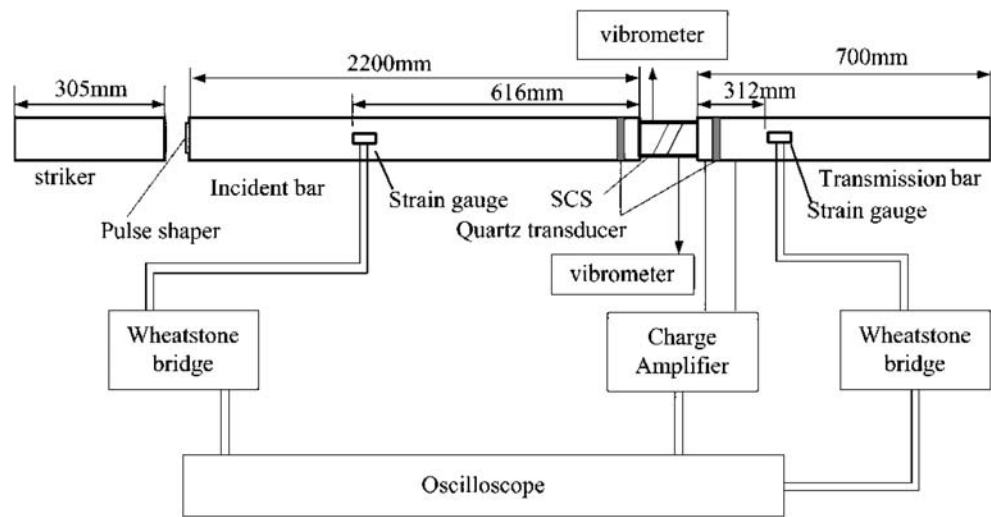 vibrometer
2200mm
700mm
305mm
616mm
312mm
striker
Incident bar
Strain gauge
SCS
Transmission bar
Pulse shaper
Quartz transducer
Strain gauge
vibrometer
Wheatstone
bridge
Charge
Amplifier
Wheatstone
bridge
Oscilloscope